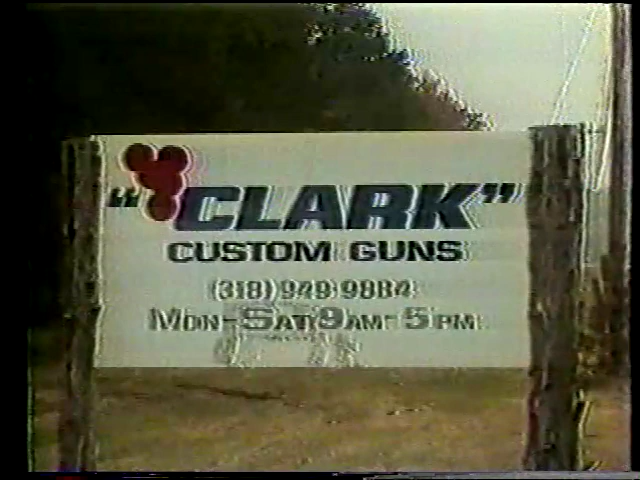 "CLARK"
CUSTOM GUNS
(318) 949-9884
MON-SAT 9AM-5PM